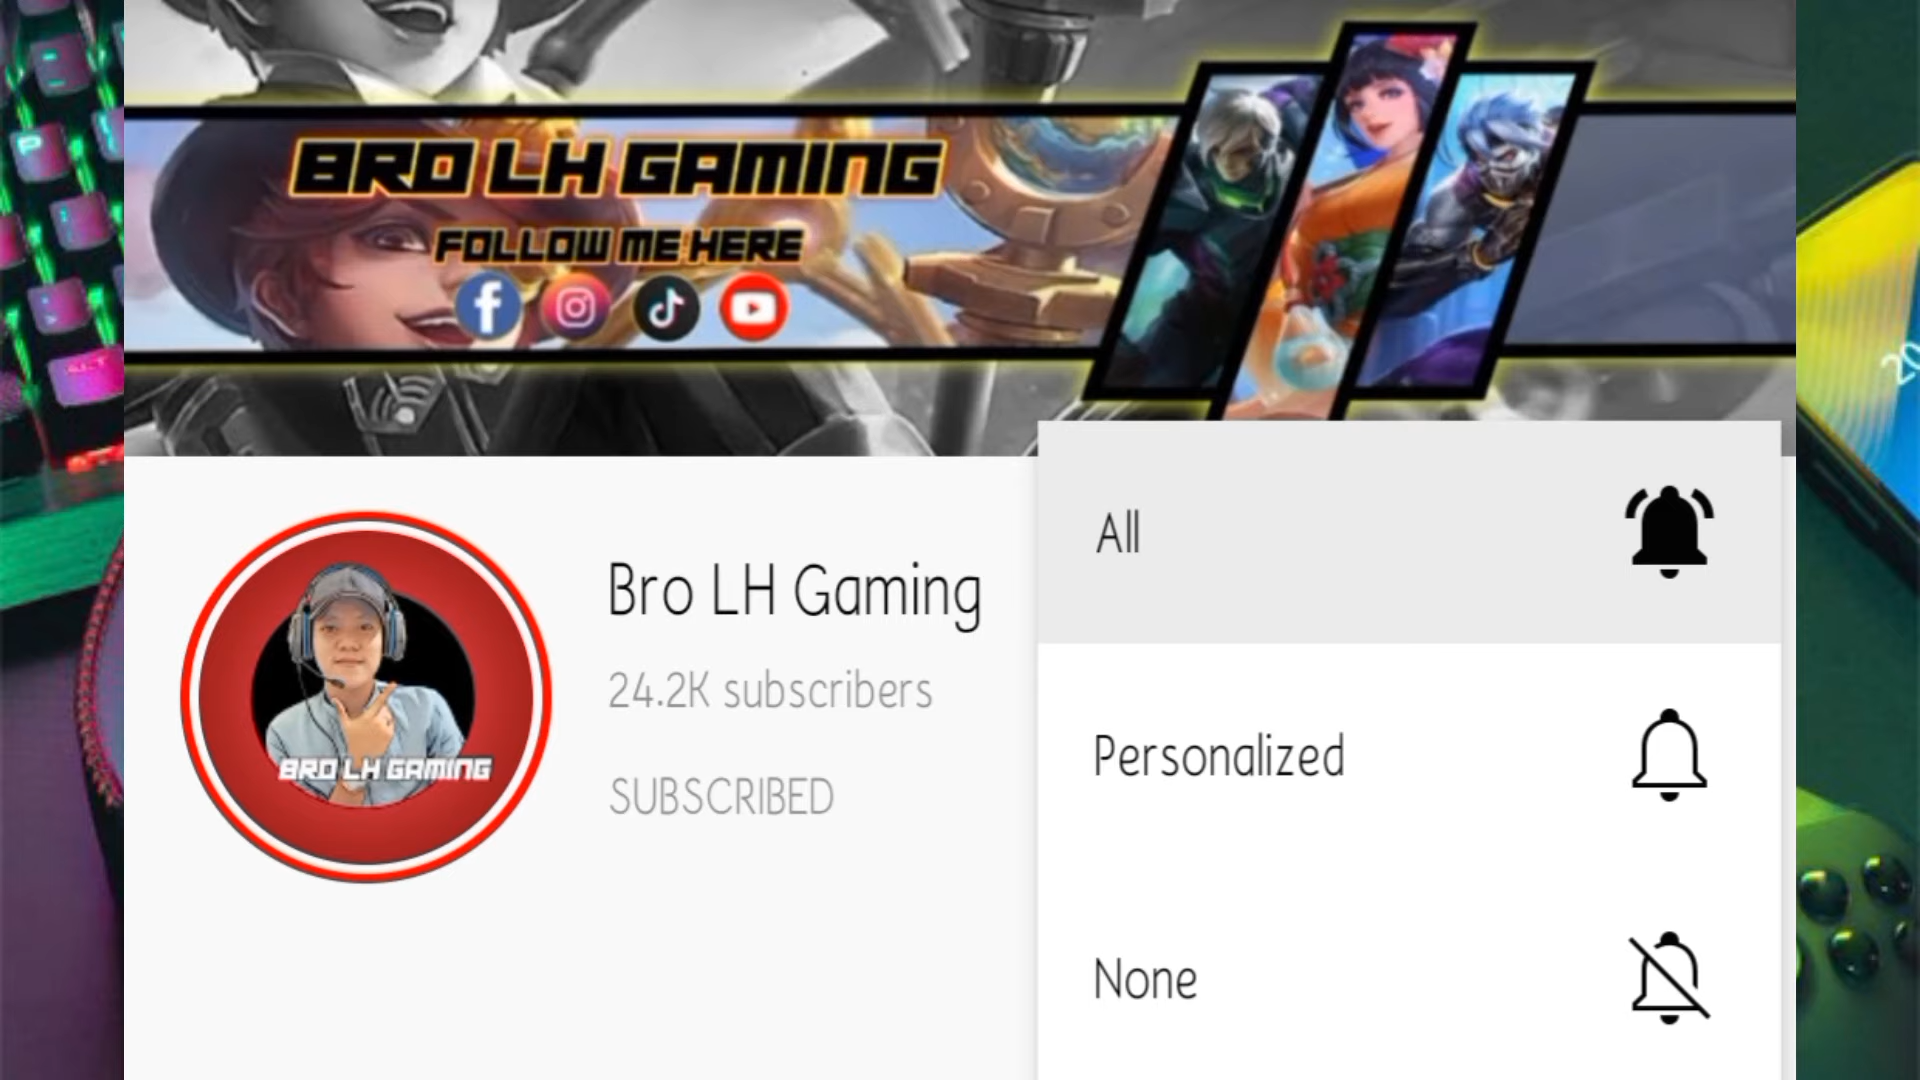 BRO LH GAMING
FOLLOW ME HERE
Bro LH Gaming
24.2K subscribers
SUBSCRIBED
BRO LH GAMING
All
Personalized
None
20
P